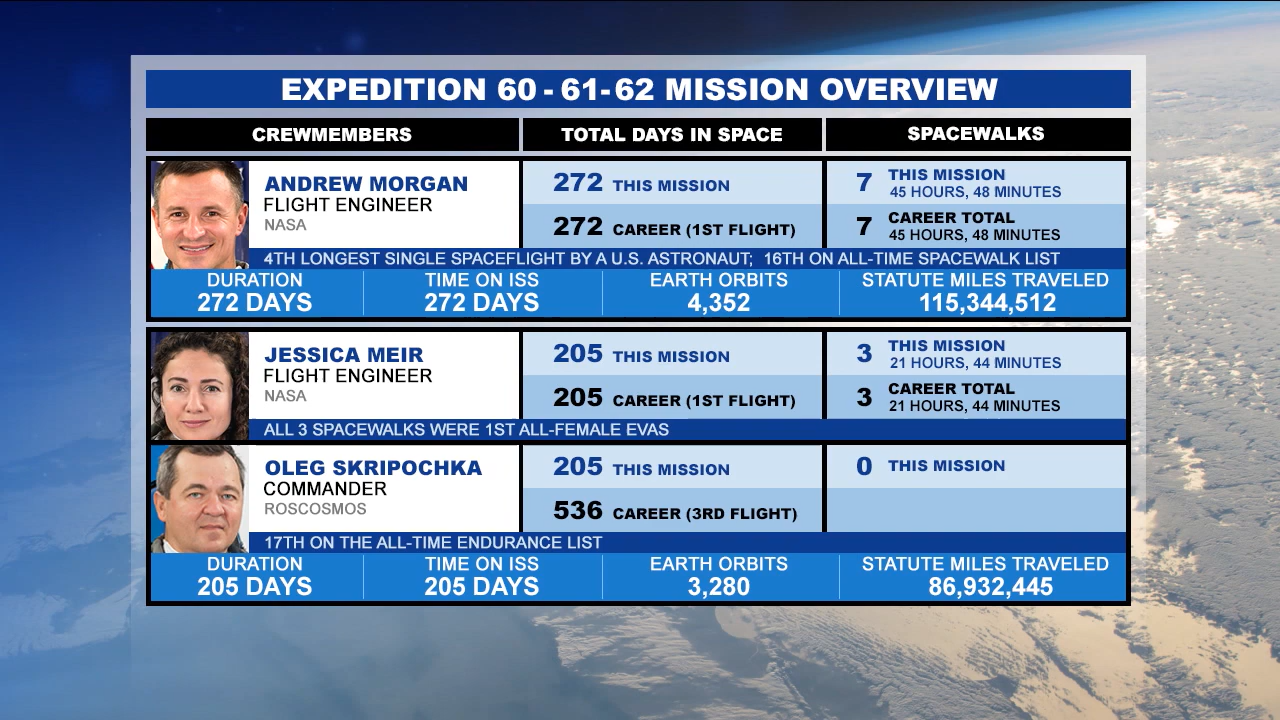 EXPEDITION 60 - 61- 62 MISSION OVERVIEW
CREWMEMBERS
TOTAL DAYS IN SPACE
SPACEWALKS
ANDREW MORGAN
FLIGHT ENGINEER
NASA
272 THIS MISSION
272 CAREER (1ST FLIGHT)
7 THIS MISSION
45 HOURS, 48 MINUTES
7 CAREER TOTAL
45 HOURS, 48 MINUTES
4TH LONGEST SINGLE SPACEFLIGHT BY A U.S. ASTRONAUT; 16TH ON ALL-TIME SPACEWALK LIST
DURATION
272 DAYS
TIME ON ISS
272 DAYS
EARTH ORBITS
4,352
STATUTE MILES TRAVELED
115,344,512
JESSICA MEIR
FLIGHT ENGINEER
NASA
205 THIS MISSION
205 CAREER (1ST FLIGHT)
3 THIS MISSION
21 HOURS, 44 MINUTES
3 CAREER TOTAL
21 HOURS, 44 MINUTES
ALL 3 SPACEWALKS WERE 1ST ALL-FEMALE EVAS
OLEG SKRIPOCHKA
COMMANDER
ROSCOSMOS
205 THIS MISSION
536 CAREER (3RD FLIGHT)
0 THIS MISSION
17TH ON THE ALL-TIME ENDURANCE LIST
DURATION
205 DAYS
TIME ON ISS
205 DAYS
EARTH ORBITS
3,280
STATUTE MILES TRAVELED
86,932,445